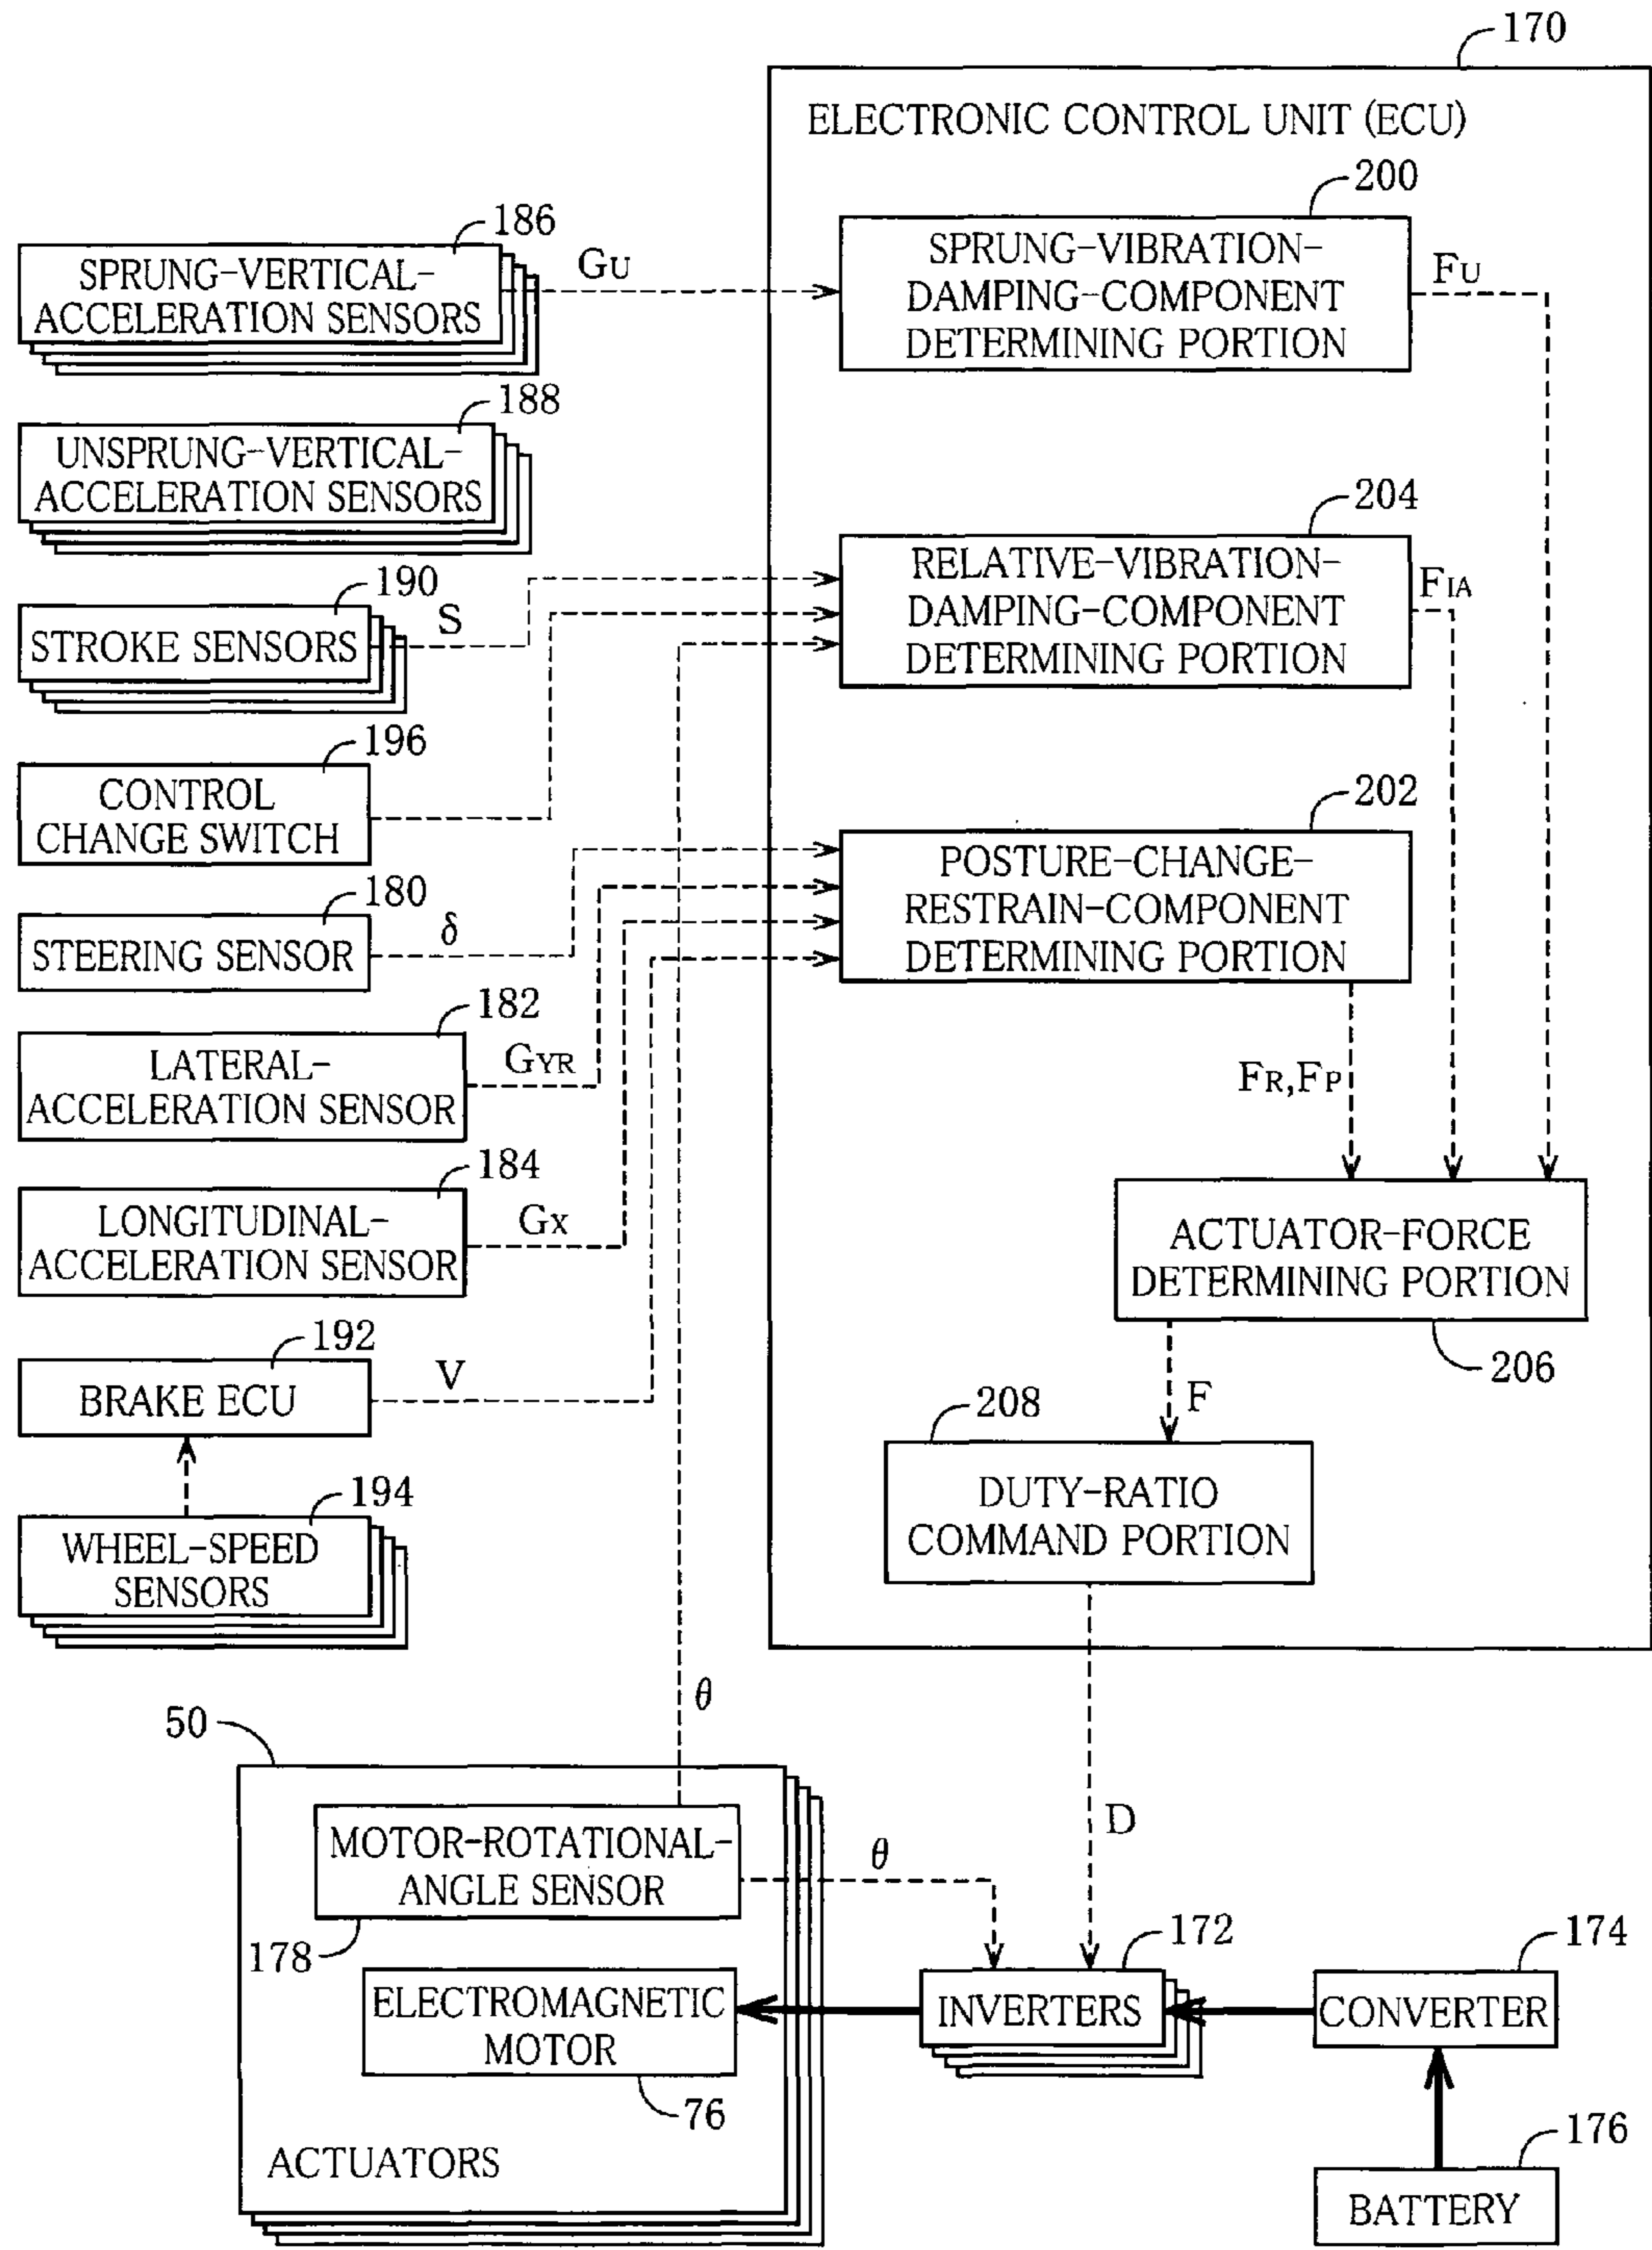 170
ELECTRONIC CONTROL UNIT (ECU)
200
SPRUNG-VIBRATION-
DAMPING-COMPONENT
DETERMINING PORTION
FU
186
SPRUNG-VERTICAL-
ACCELERATION SENSORS
GU
188
UNSPRUNG-VERTICAL-
ACCELERATION SENSORS
204
RELATIVE-VIBRATION-
DAMPING-COMPONENT
DETERMINING PORTION
FIA
190
STROKE SENSORS
S
196
CONTROL
CHANGE SWITCH
202
POSTURE-CHANGE-
RESTRAIN-COMPONENT
DETERMINING PORTION
180
STEERING SENSOR
δ
182
LATERAL-
ACCELERATION SENSOR
GYR
FR,FP
184
LONGITUDINAL-
ACCELERATION SENSOR
GX
ACTUATOR-FORCE
DETERMINING PORTION
206
192
BRAKE ECU
V
F
208
DUTY-RATIO
COMMAND PORTION
194
WHEEL-SPEED
SENSORS
θ
50
MOTOR-ROTATIONAL-
ANGLE SENSOR
178
θ
D
172
INVERTERS
174
CONVERTER
ELECTROMAGNETIC
MOTOR
76
ACTUATORS
176
BATTERY